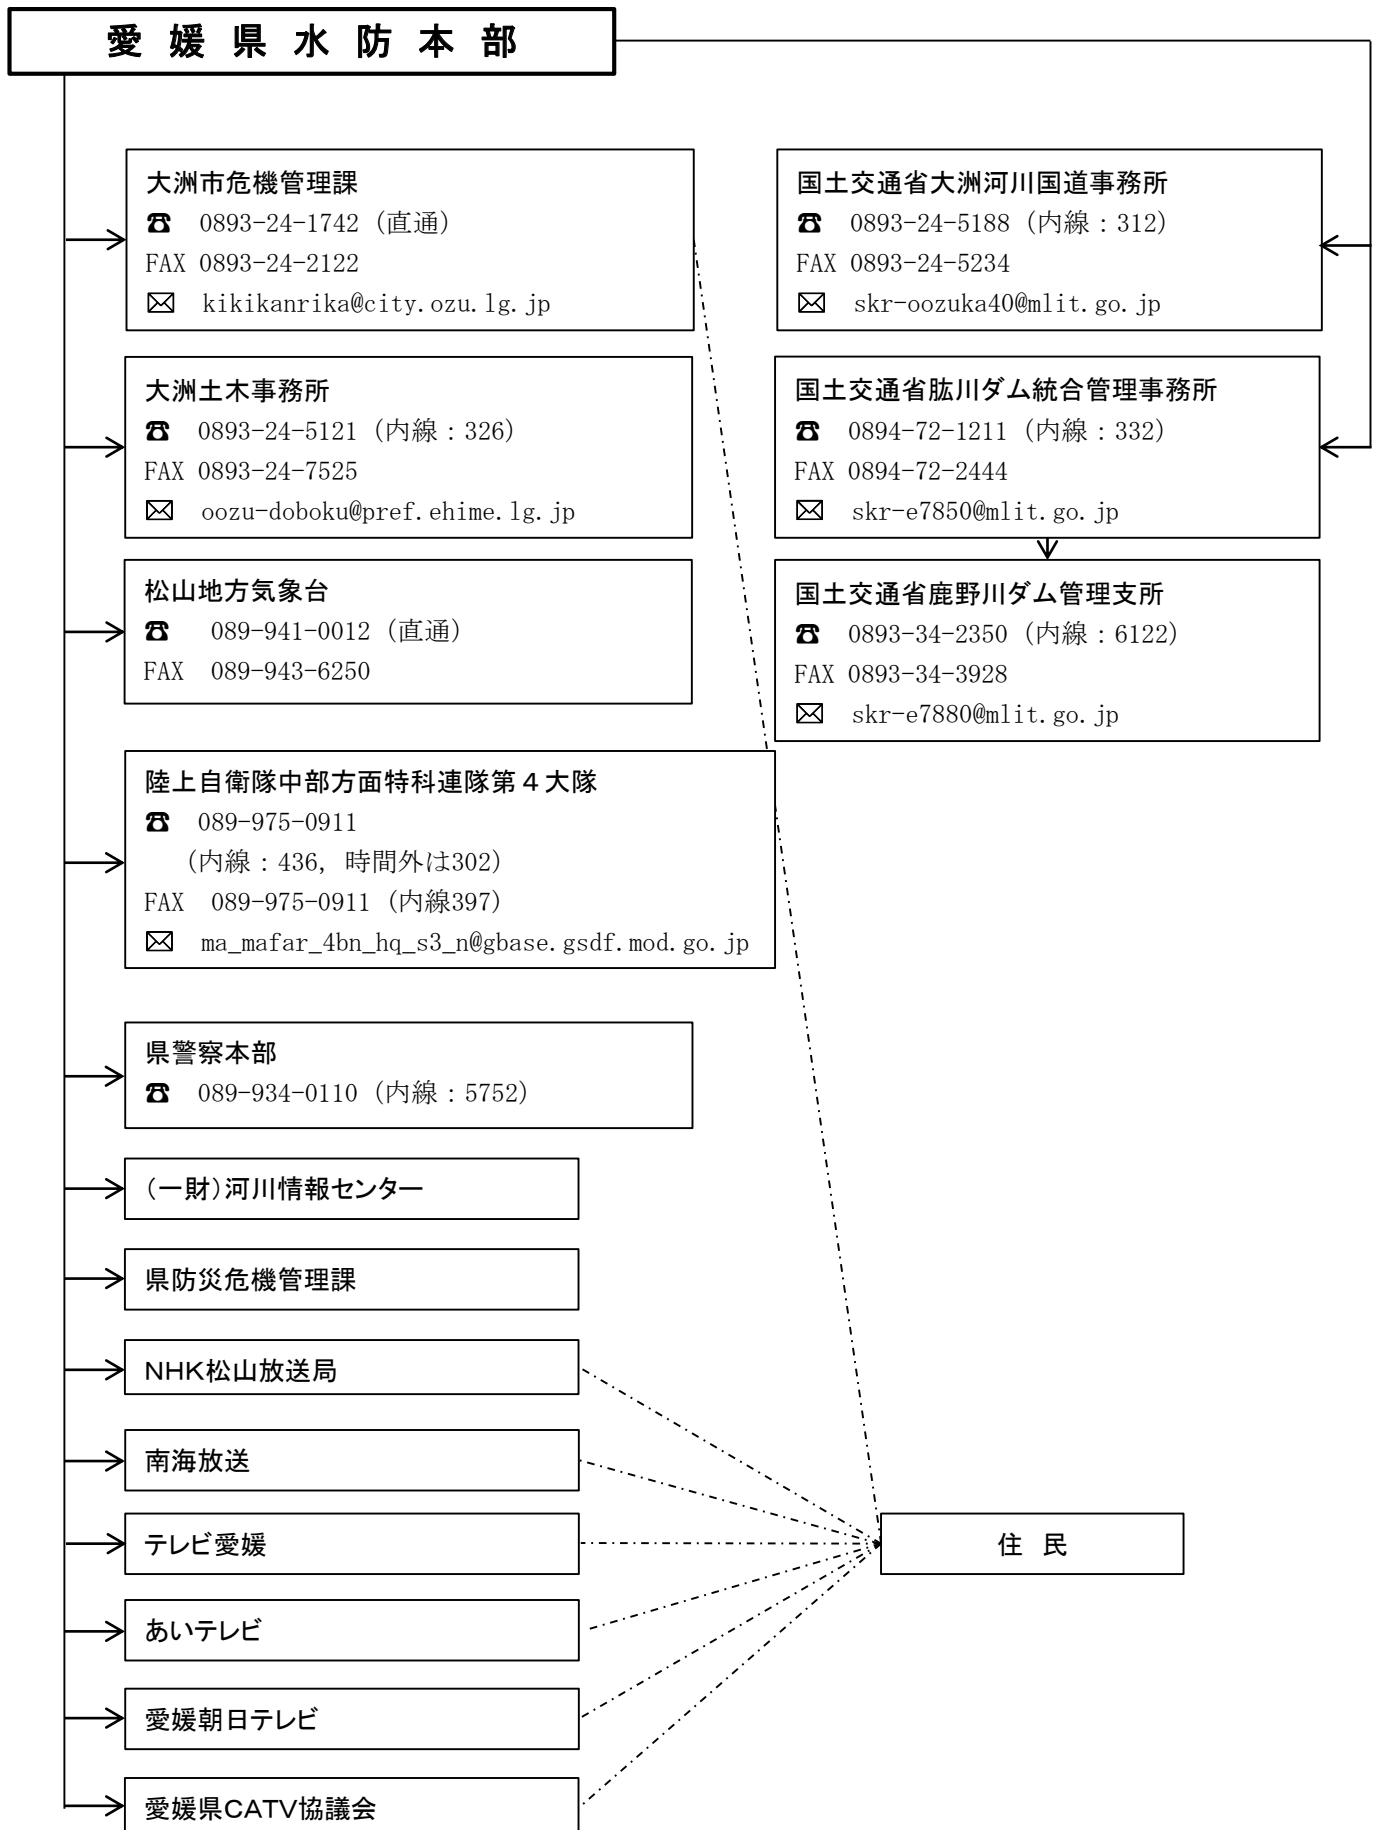 愛媛県水防本部
大洲市危機管理課
☎ 0893-24-1742（直通）
FAX 0893-24-2122
✉ kikikanrika@city.ozu.lg.jp
国土交通省大洲河川国道事務所
☎ 0893-24-5188（内線：312）
FAX 0893-24-5234
✉ skr-oozuka40@mlit.go.jp
大洲土木事務所
☎ 0893-24-5121（内線：326）
FAX 0893-24-7525
✉ oozu-doboku@pref.ehime.lg.jp
国土交通省肱川ダム統合管理事務所
☎ 0894-72-1211（内線：332）
FAX 0894-72-2444
✉ skr-e7850@mlit.go.jp
松山地方気象台
☎ 089-941-0012（直通）
FAX 089-943-6250
国土交通省鹿野川ダム管理支所
☎ 0893-34-2350（内線：6122）
FAX 0893-34-3928
✉ skr-e7880@mlit.go.jp
陸上自衛隊中部方面特科連隊第４大隊
☎ 089-975-0911
（内線：436，時間外は302）
FAX 089-975-0911（内線397）
✉ ma_mafar_4bn_hq_s3_n@gbase.gsdf.mod.go.jp
県警察本部
☎ 089-934-0110（内線：5752）
（一財）河川情報センター
県防災危機管理課
NHK松山放送局
南海放送
テレビ愛媛
住 民
あいテレビ
愛媛朝日テレビ
愛媛県CATV協議会